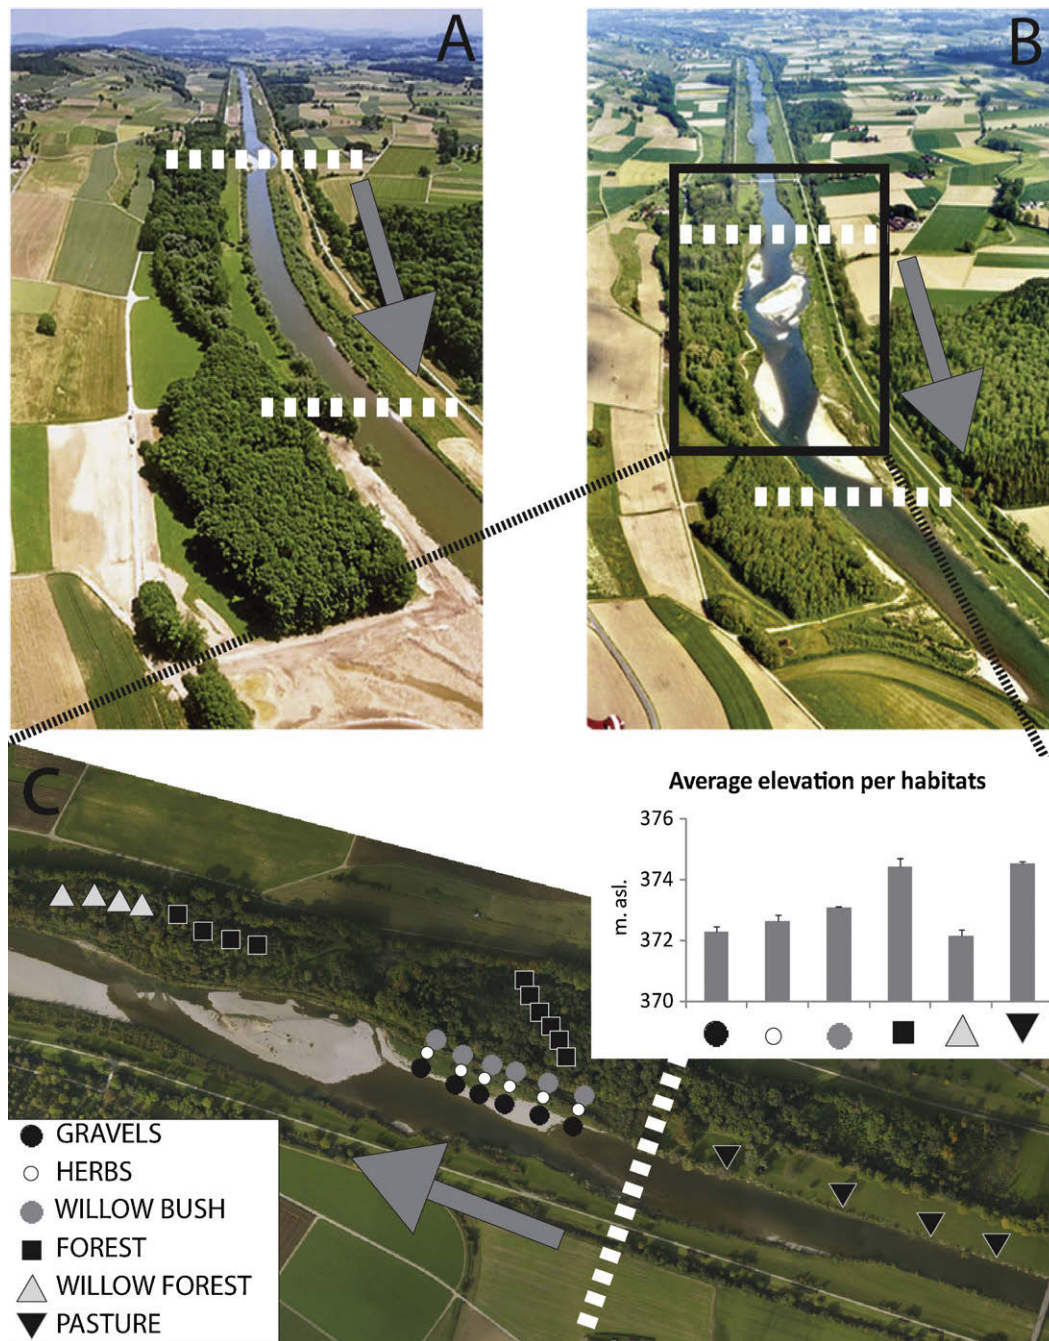 A
B
C
Average elevation per habitats
m. asl.
376
374
372
370
GRAVELS
HERBS
WILLOW BUSH
FOREST
WILLOW FOREST
PASTURE